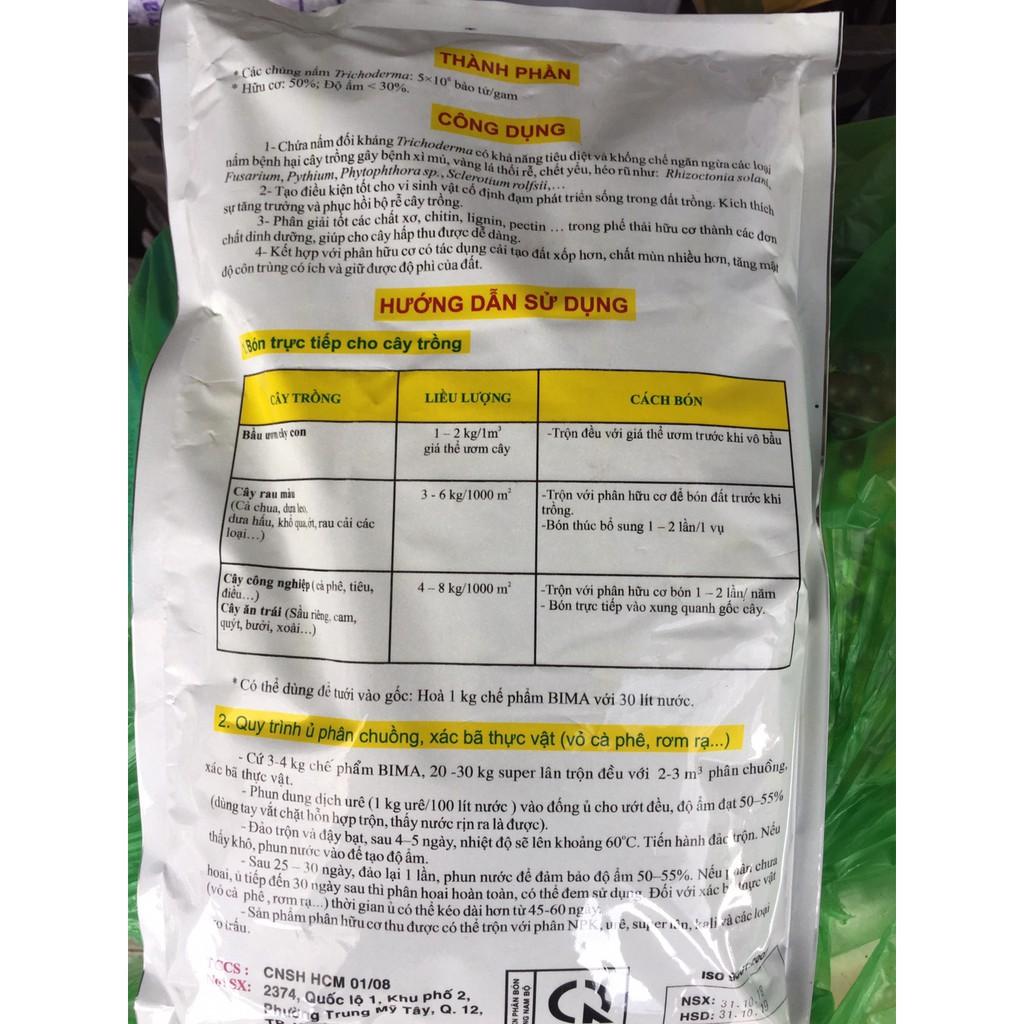 THÀNH PHẦN
* Các chủng nấm Trichoderma: 5×10⁶ bào tử/gam
* Hữu cơ: 50%; Độ ẩm < 30%.
CÔNG DỤNG
1- Chứa nấm đối kháng Trichoderma có khả năng tiêu diệt và khống chế ngăn ngừa các loại
nấm bệnh hại cây trồng gây bệnh xì mủ, vàng lá thối rễ, chết yểu, héo rũ như: Rhizoctonia solani,
Fusarium, Pythium, Phytophthora sp., Sclerotium rolfsii,...
2- Tạo điều kiện tốt cho vi sinh vật cố định đạm phát triển sống trong đất trồng. Kích thích
sự tăng trưởng và phục hồi bộ rễ cây trồng.
3- Phân giải tốt các chất xơ, chitin, lignin, pectin ... trong phế thải hữu cơ thành các đơn
chất dinh dưỡng, giúp cho cây hấp thu được dễ dàng.
4- Kết hợp với phân hữu cơ có tác dụng cải tạo đất xốp hơn, chất mùn nhiều hơn, tăng mật
độ côn trùng có ích và giữ được độ phì của đất.
HƯỚNG DẪN SỬ DỤNG
Bón trực tiếp cho cây trồng
CÂY TRỒNG LIỀU LƯỢNG CÁCH BÓN
Bầu ươm cây con 1 – 2 kg/1m³ -Trộn đều với giá thể ươm trước khi vô bầu
giá thể ươm cây
Cây rau màu 3 - 6 kg/1000 m² -Trộn với phân hữu cơ để bón đất trước khi
(Cà chua, dưa leo, trồng.
dưa hấu, khổ qua,ớt, rau cải các -Bón thúc bổ sung 1 – 2 lần/1 vụ
loại...)
Cây công nghiệp (cà phê, tiêu, 4 – 8 kg/1000 m² -Trộn với phân hữu cơ bón 1 – 2 lần/ năm
điều...) - Bón trực tiếp vào xung quanh gốc cây.
Cây ăn trái (Sầu riêng, cam,
quýt, bưởi, xoài...)
* Có thể dùng để tưới vào gốc: Hoà 1 kg chế phẩm BIMA với 30 lít nước.
2. Quy trình ủ phân chuồng, xác bã thực vật (vỏ cà phê, rơm rạ...)
- Cứ 3-4 kg chế phẩm BIMA, 20 -30 kg super lân trộn đều với 2-3 m³ phân chuồng,
xác bã thực vật.
- Phun dung dịch urê (1 kg urê/100 lít nước ) vào đống ủ cho ướt đều, độ ẩm đạt 50–55%
(dùng tay vắt chặt hỗn hợp trộn, thấy nước rịn ra là được).
- Đảo trộn và đậy bạt, sau 4–5 ngày, nhiệt độ sẽ lên khoảng 60°C. Tiến hành đảo trộn. Nếu
thấy khô, phun nước vào để tạo độ ẩm.
- Sau 25 – 30 ngày, đảo lại 1 lần, phun nước để đảm bảo độ ẩm 50–55%. Nếu phân chưa
hoai, ủ tiếp đến 30 ngày sau thì phân hoai hoàn toàn, có thể đem sử dụng. Đối với xác bã thực vật
(vỏ cà phê , rơm rạ...) thời gian ủ có thể kéo dài hơn từ 45-60 ngày.
- Sản phẩm phân hữu cơ thu được có thể trộn với phân NPK, urê, super lân, kali và các loại
tro trấu.
TCCS : CNSH HCM 01/08
Nơi SX: 2374, Quốc lộ 1, Khu phố 2,
Phường Trung Mỹ Tây, Q. 12,
PHÂN BÓN
NAM BỘ
ISO
NSX: 31.10.
HSD: 31.10.